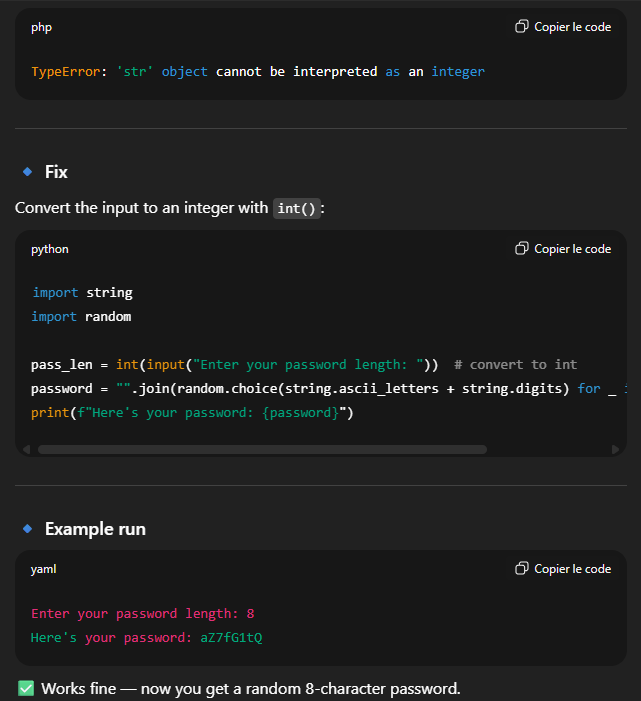 php
Copier le code
TypeError: 'str' object cannot be interpreted as an integer
Fix
Convert the input to an integer with int():
python
Copier le code
import string
import random
pass_len = int(input("Enter your password length: "))  # convert to int
password = "".join(random.choice(string.ascii_letters + string.digits) for _ i
print(f"Here's your password: {password}")
Example run
yaml
Copier le code
Enter your password length: 8
Here's your password: aZ7fG1tQ
✅ Works fine — now you get a random 8-character password.